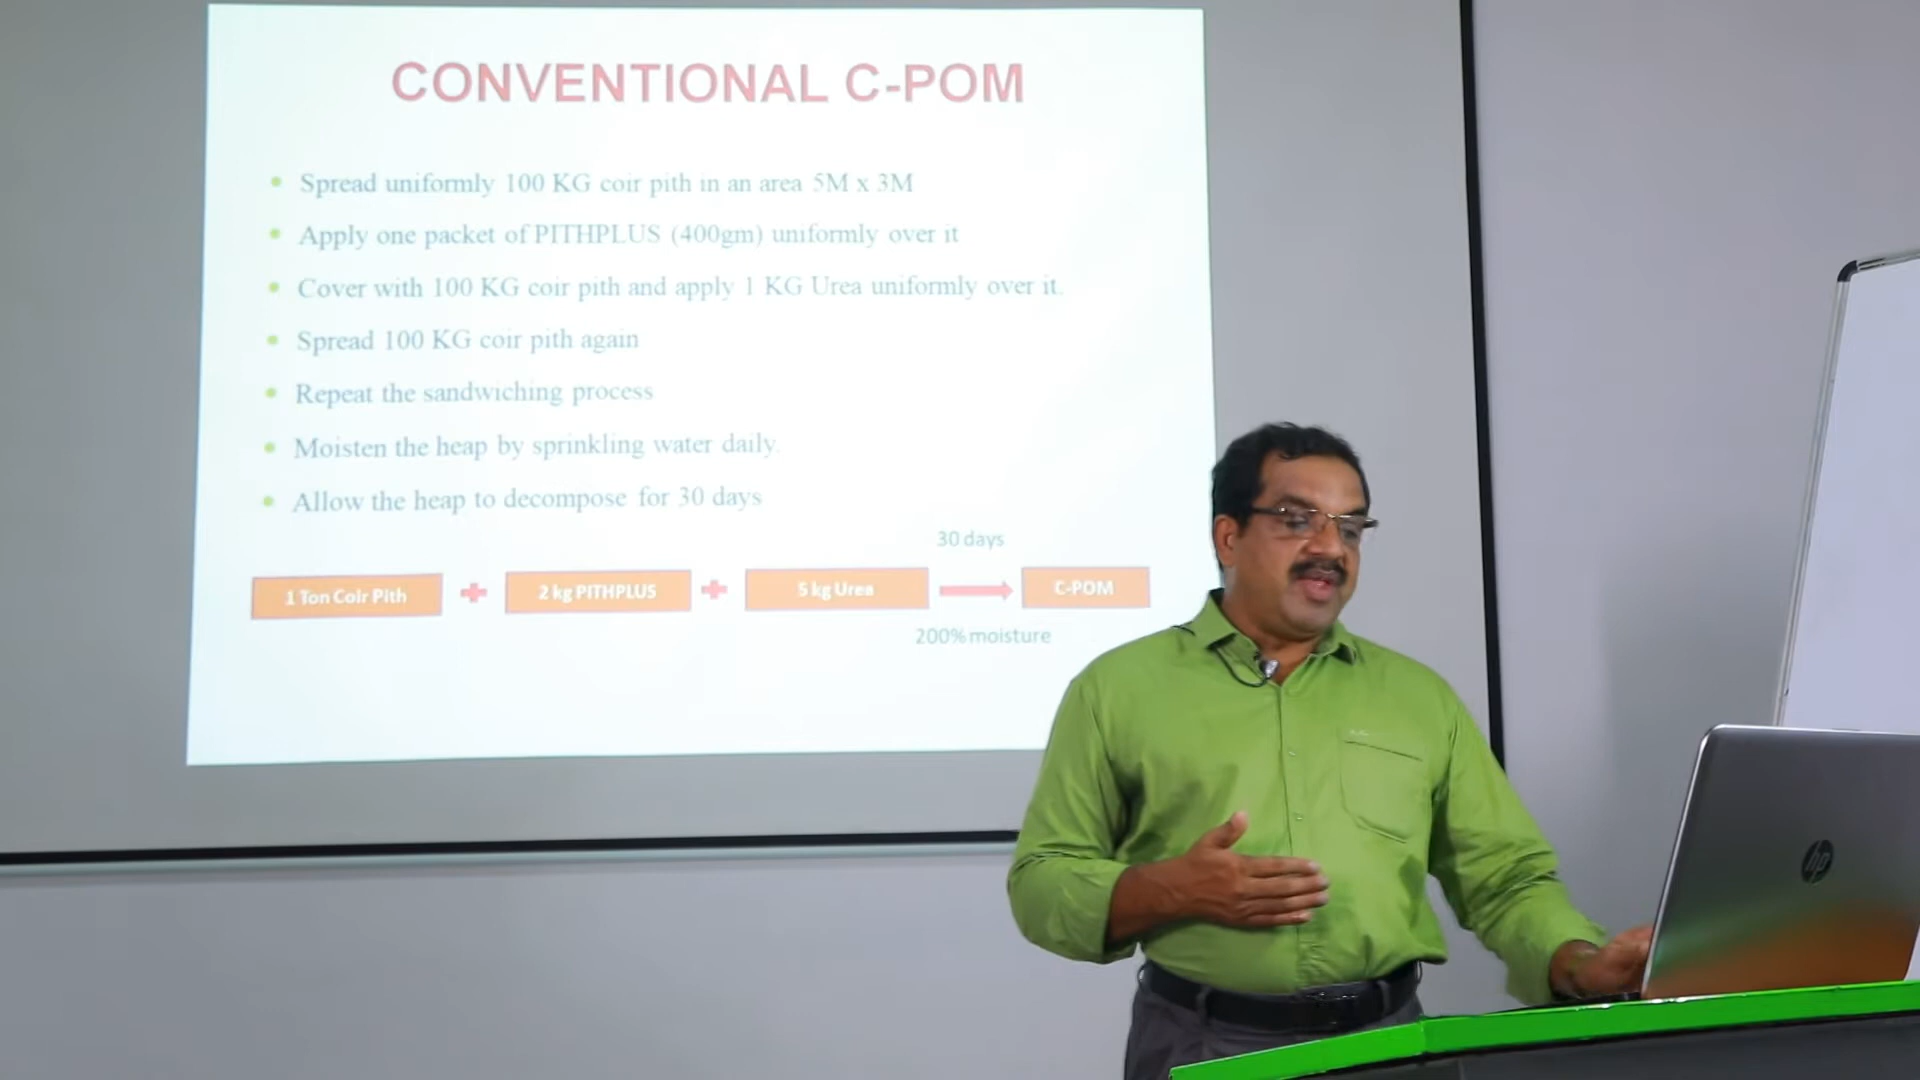 CONVENTIONAL C-POM
Spread uniformly 100 KG coir pith in an area 5M x 3M
Apply one packet of PITHPLUS (400gm) uniformly over it
Cover with 100 KG coir pith and apply 1 KG Urea uniformly over it.
Spread 100 KG coir pith again
Repeat the sandwiching process
Moisten the heap by sprinkling water daily.
Allow the heap to decompose for 30 days
30 days
1 Ton Coir Pith + 2 kg PITHPLUS + 5 kg Urea C-POM
200% moisture
hp